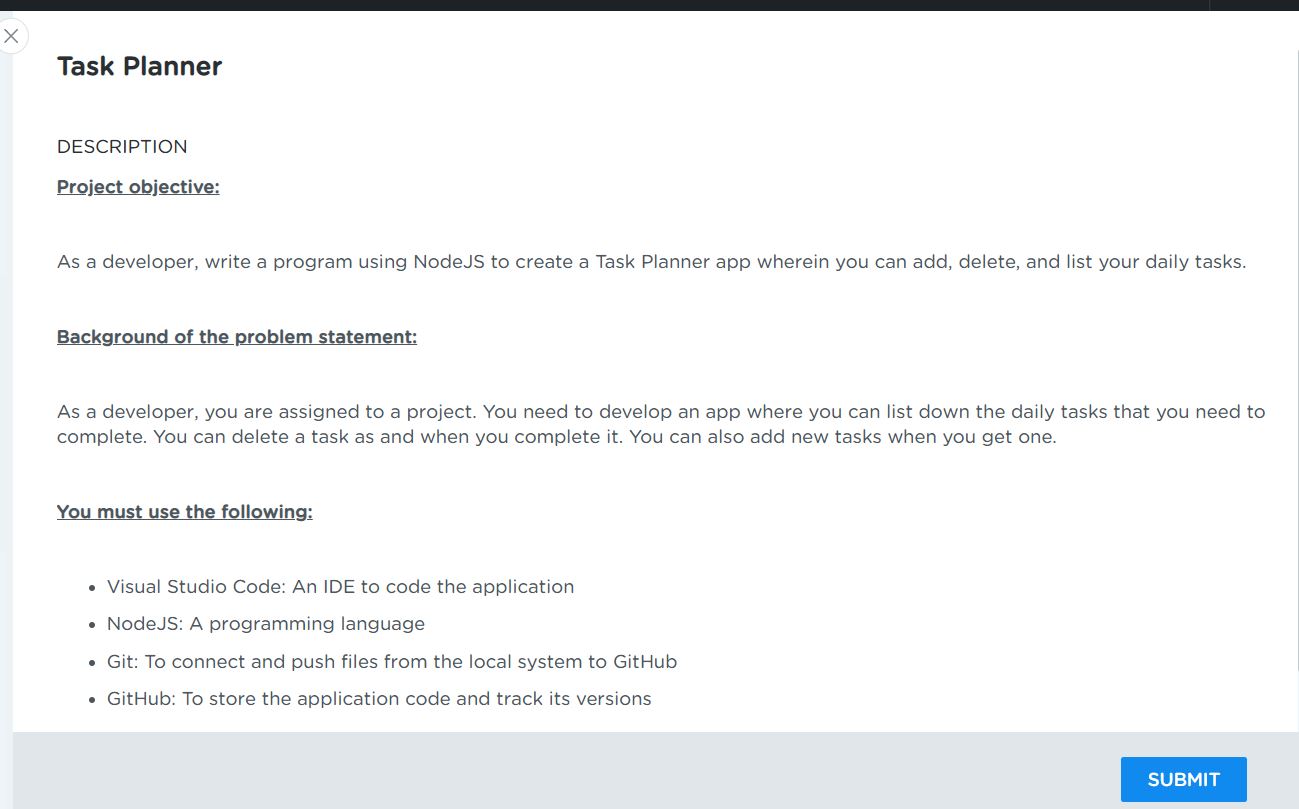 Task Planner
DESCRIPTION
Project objective:
As a developer, write a program using NodeJS to create a Task Planner app wherein you can add, delete, and list your daily tasks.
Background of the problem statement:
As a developer, you are assigned to a project. You need to develop an app where you can list down the daily tasks that you need to
complete. You can delete a task as and when you complete it. You can also add new tasks when you get one.
You must use the following:
• Visual Studio Code: An IDE to code the application
• NodeJS: A programming language
• Git: To connect and push files from the local system to GitHub
• GitHub: To store the application code and track its versions
SUBMIT